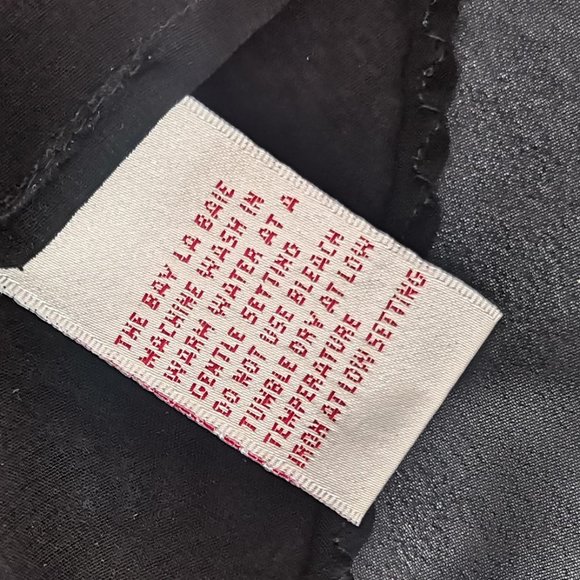 THE BAY LA BAIE
MACHINE WASH IN
WARM WATER AT A
GENTLE SETTING
DO NOT USE BLEACH
TUMBLE DRY AT LOW
TEMPERATURE
IRON AT LOW SETTING